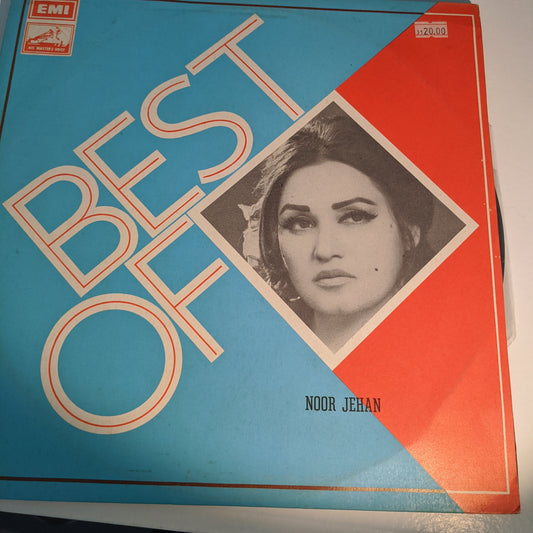 EMI
HIS MASTER'S VOICE
20.00
BEST
OF
NOOR JEHAN